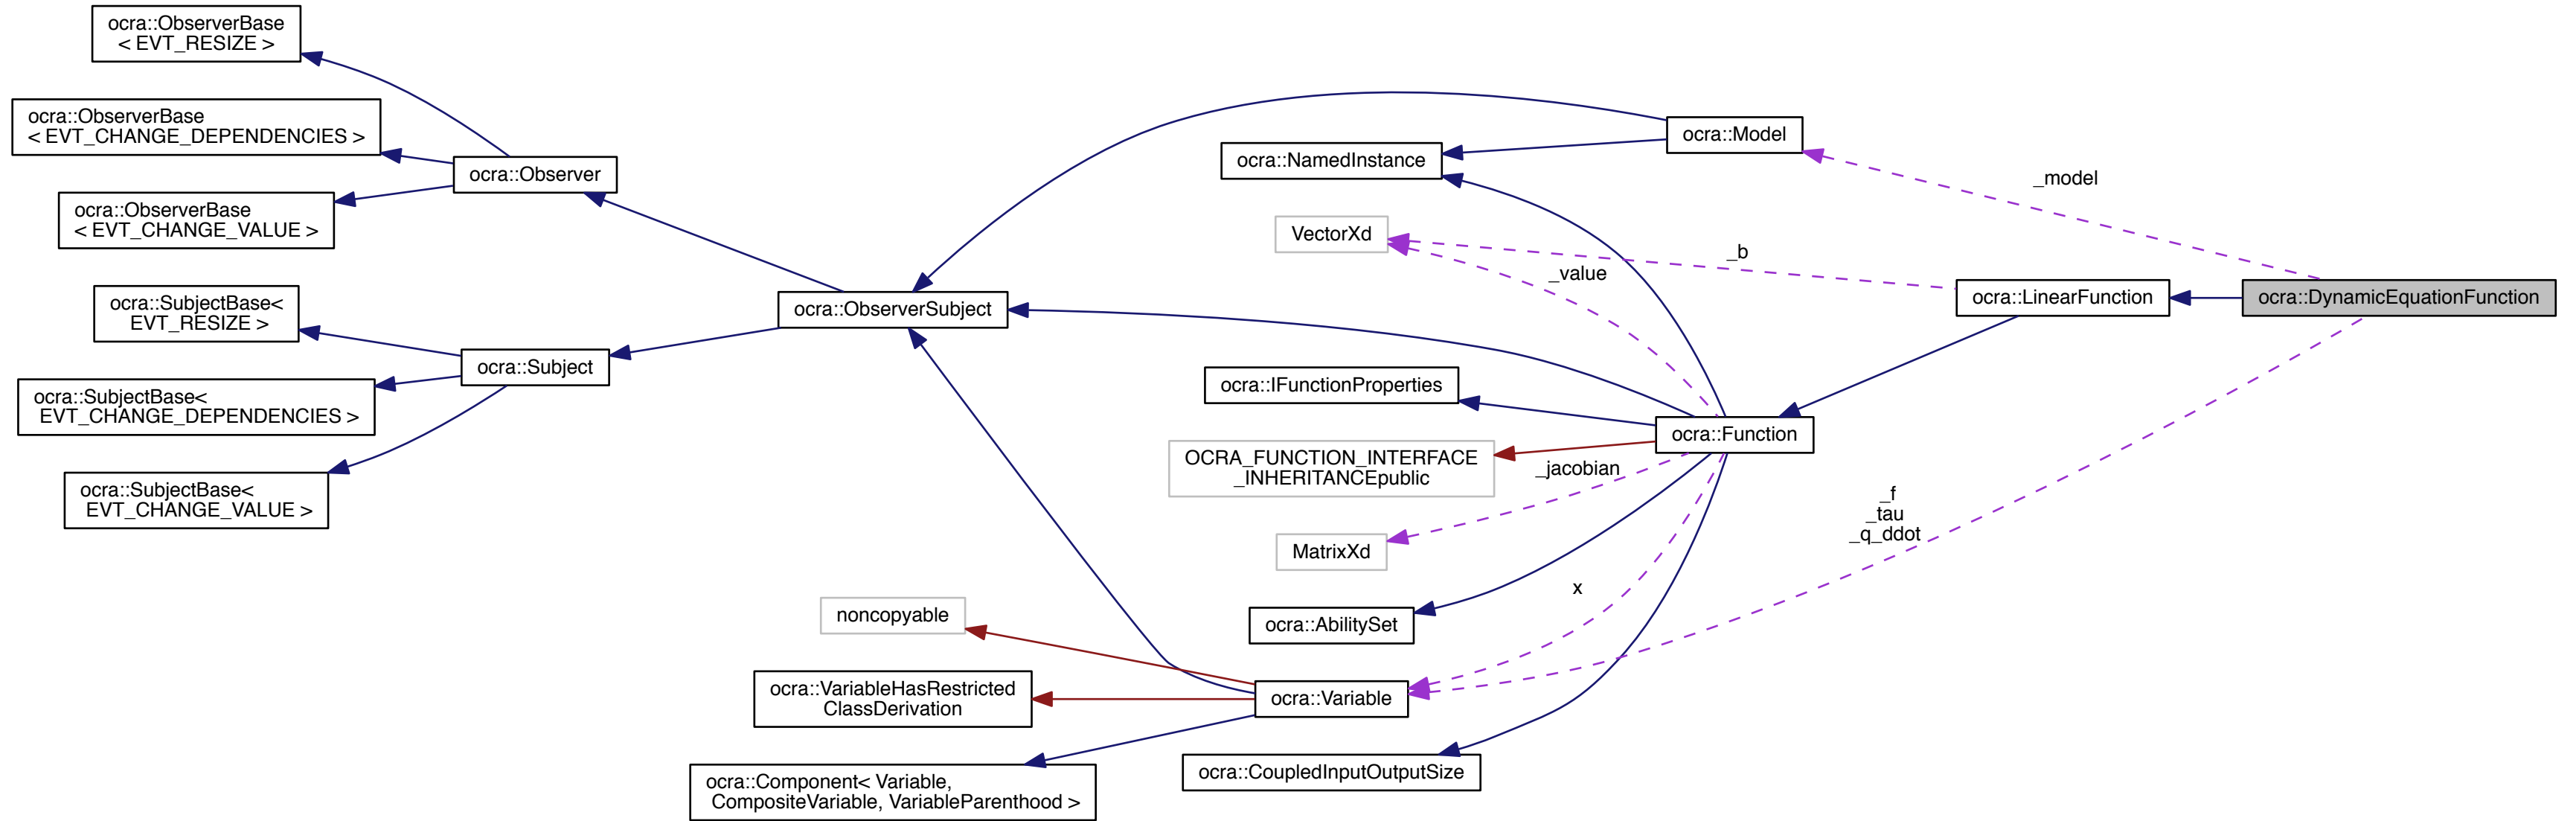 ocra::ObserverBase
< EVT_RESIZE >
ocra::ObserverBase
< EVT_CHANGE_DEPENDENCIES >
ocra::Observer
ocra::ObserverBase
< EVT_CHANGE_VALUE >
ocra::SubjectBase<
EVT_RESIZE >
ocra::Subject
ocra::SubjectBase<
EVT_CHANGE_DEPENDENCIES >
ocra::SubjectBase<
EVT_CHANGE_VALUE >
ocra::ObserverSubject
noncopyable
ocra::VariableHasRestricted
ClassDerivation
ocra::Component< Variable,
CompositeVariable, VariableParenthood >
ocra::NamedInstance
VectorXd
ocra::IFunctionProperties
OCRA_FUNCTION_INTERFACE
_INHERITANCEpublic
MatrixXd
ocra::AbilitySet
ocra::Variable
ocra::CoupledInputOutputSize
_value
_jacobian
x
ocra::Model
_b
ocra::Function
_model
ocra::LinearFunction
_f
_tau
_q_ddot
ocra::DynamicEquationFunction